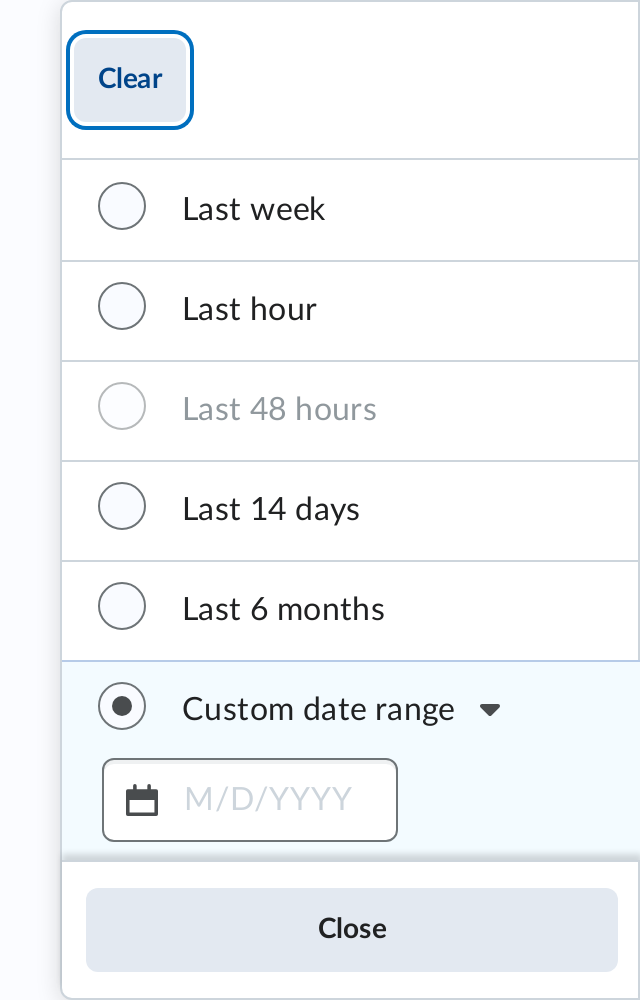 Clear
Last week
Last hour
Last 48 hours
Last 14 days
Last 6 months
Custom date range
M/D/YYYY
Close